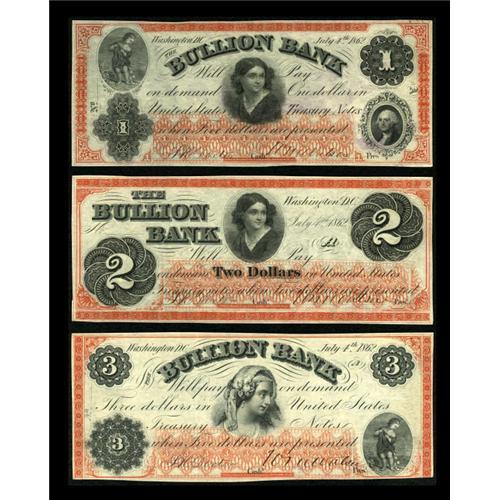 Washington D.C. July 4th 1862
THE
BULLION BANK
1
Will Pay
on demand One dollar in
United States Treasury Notes
1
when Five dollars are presented
Cash. Pres.
THE
BULLION
BANK
Washington D.C.
July 4th 1862
2
2
Will Pay
on demand Two Dollars in United States
Treasury notes when five dollars are presented
Washington D.C. July 4th 1862
3
3
BULLION BANK
Will pay on demand
Three dollars in United States
Treasury Notes
3
when Five dollars are presented